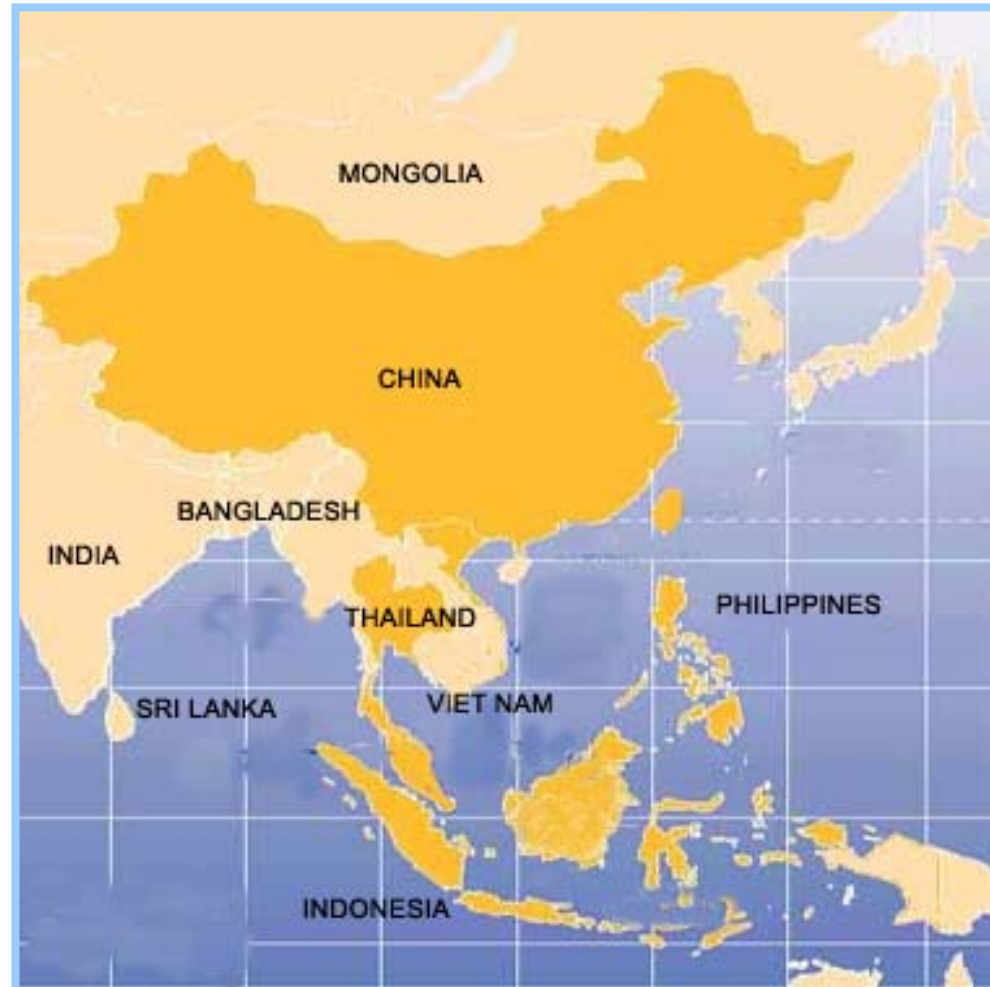 MONGOLIA
CHINA
BANGLADESH
INDIA
THAILAND
PHILIPPINES
SRI LANKA
VIET NAM
INDONESIA